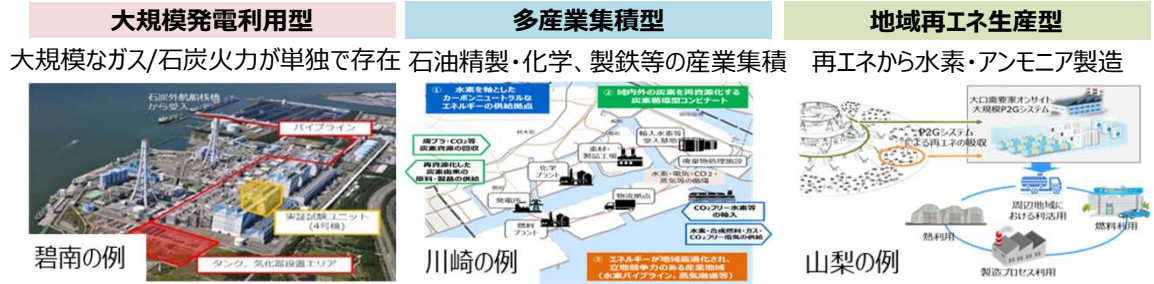 大規模発電利用型
大規模なガス/石炭火力が単独で存在
石炭外航船桟橋
から受入
パイプライン
実証試験ユニット
(4号機)
碧南の例
タンク、気化器設置エリア
多産業集積型
石油精製・化学、製鉄等の産業集積
① 水素を軸とした
カーボンニュートラルな
エネルギーの供給拠点
② 域内外の炭素を再資源化する
炭素循環型コンビナート
廃プラ・CO₂等
炭素資源の回収
再資源化した
炭素由来の
原料・製品の供給
化学
プラント
素材・
製品工場
輸入水素等
受入基地
廃棄物処理施設
水素・電気・CO2・
蒸気等の循環
発電所
物流拠点
燃料
プラント
CO₂フリー水素等
の輸入
水素・合成燃料・ガス・
CO₂フリー電気の供給
川崎の例
③ エネルギーが地域最適化され、
立地競争力のある産業地域
(水素パイプライン、蒸気融通等)
地域再エネ生産型
再エネから水素・アンモニア製造
大口需要家オンサイト
大規模P2Gシステム
P2Gシステム
による再エネの吸収
周辺地域に
おける利活用
熱利用
燃料利用
製造プロセス利用
山梨の例